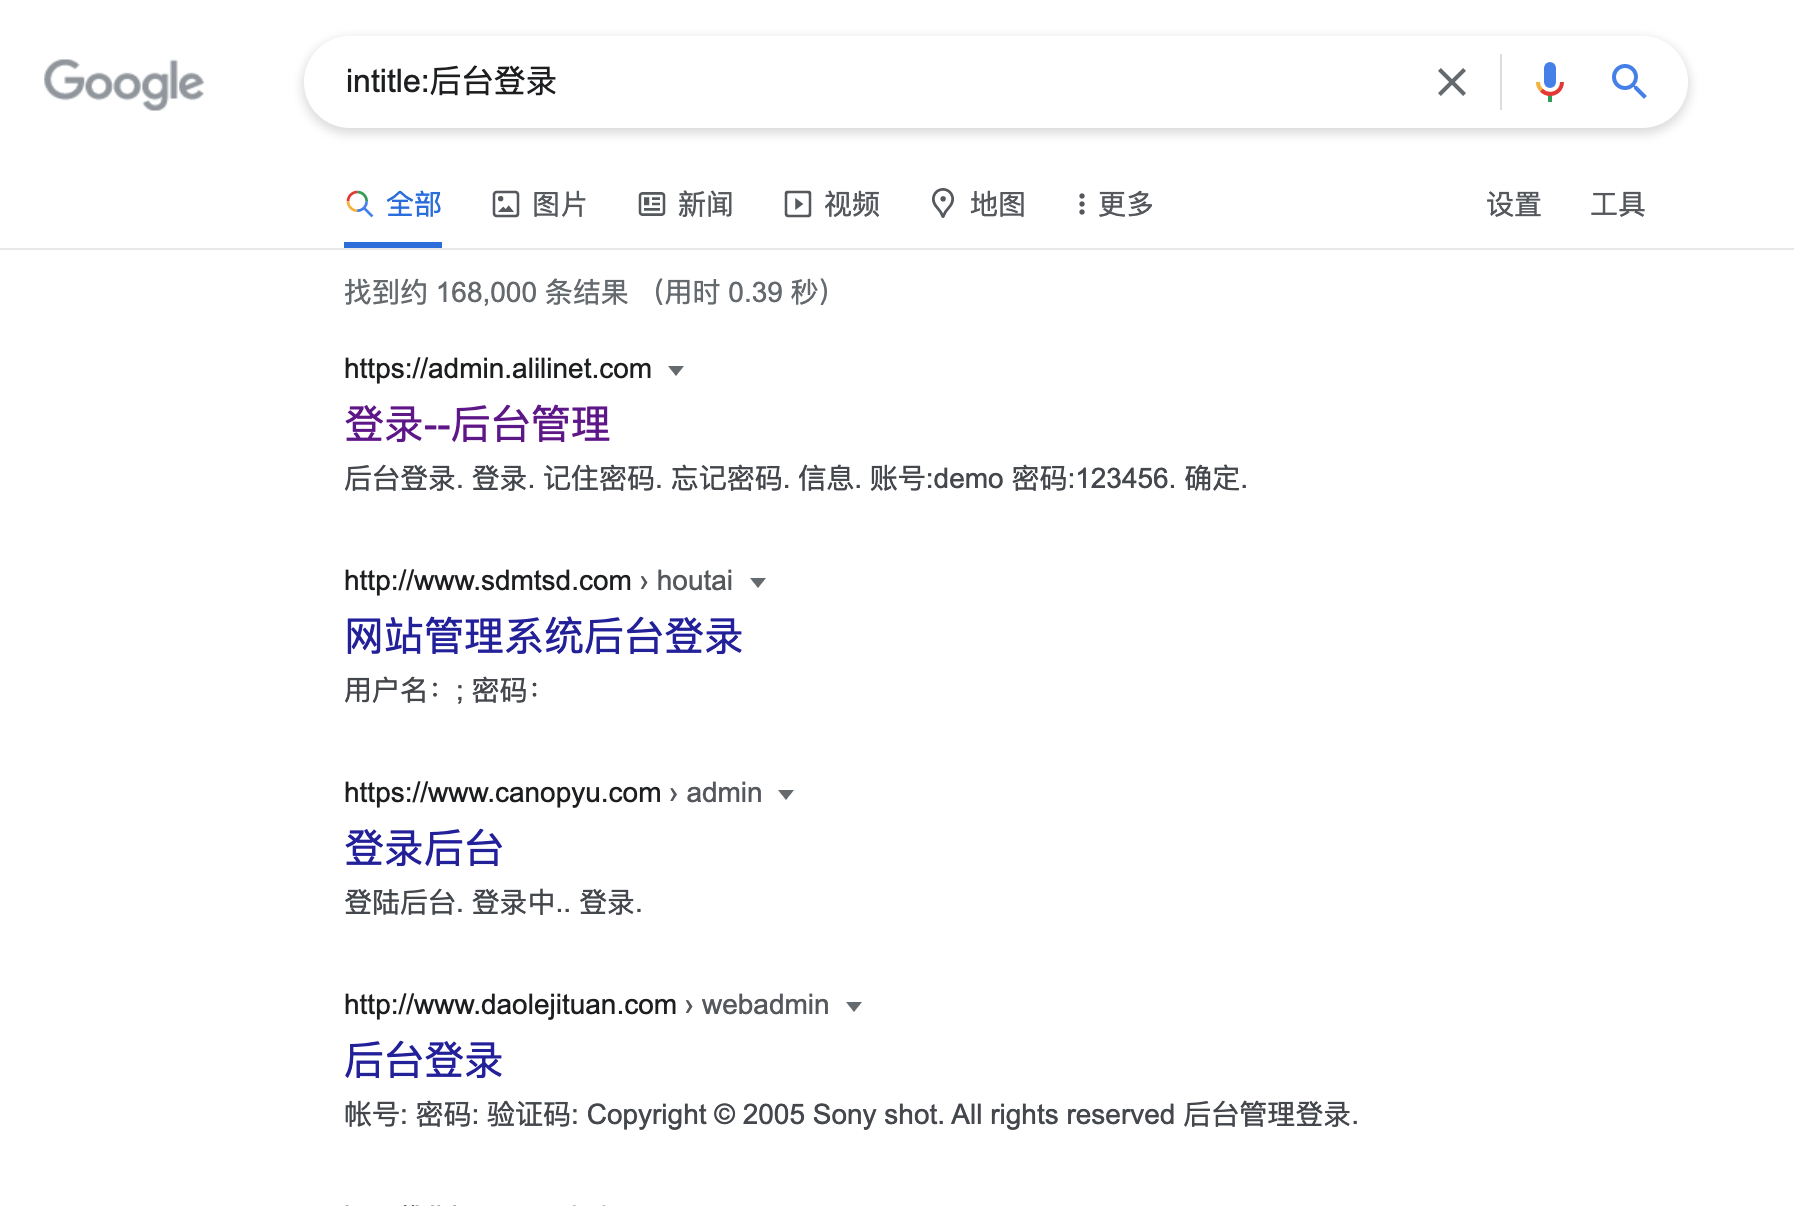 Google
intitle:后台登录
全部 图片 新闻 视频 地图 更多 设置 工具
找到约 168,000 条结果 （用时 0.39 秒）
https://admin.alilinet.com
登录--后台管理
后台登录. 登录. 记住密码. 忘记密码. 信息. 账号:demo 密码:123456. 确定.
http://www.sdmtsd.com › houtai
网站管理系统后台登录
用户名：; 密码：
https://www.canopyu.com › admin
登录后台
登陆后台. 登录中.. 登录.
http://www.daolejituan.com › webadmin
后台登录
帐号: 密码: 验证码: Copyright © 2005 Sony shot. All rights reserved 后台管理登录.